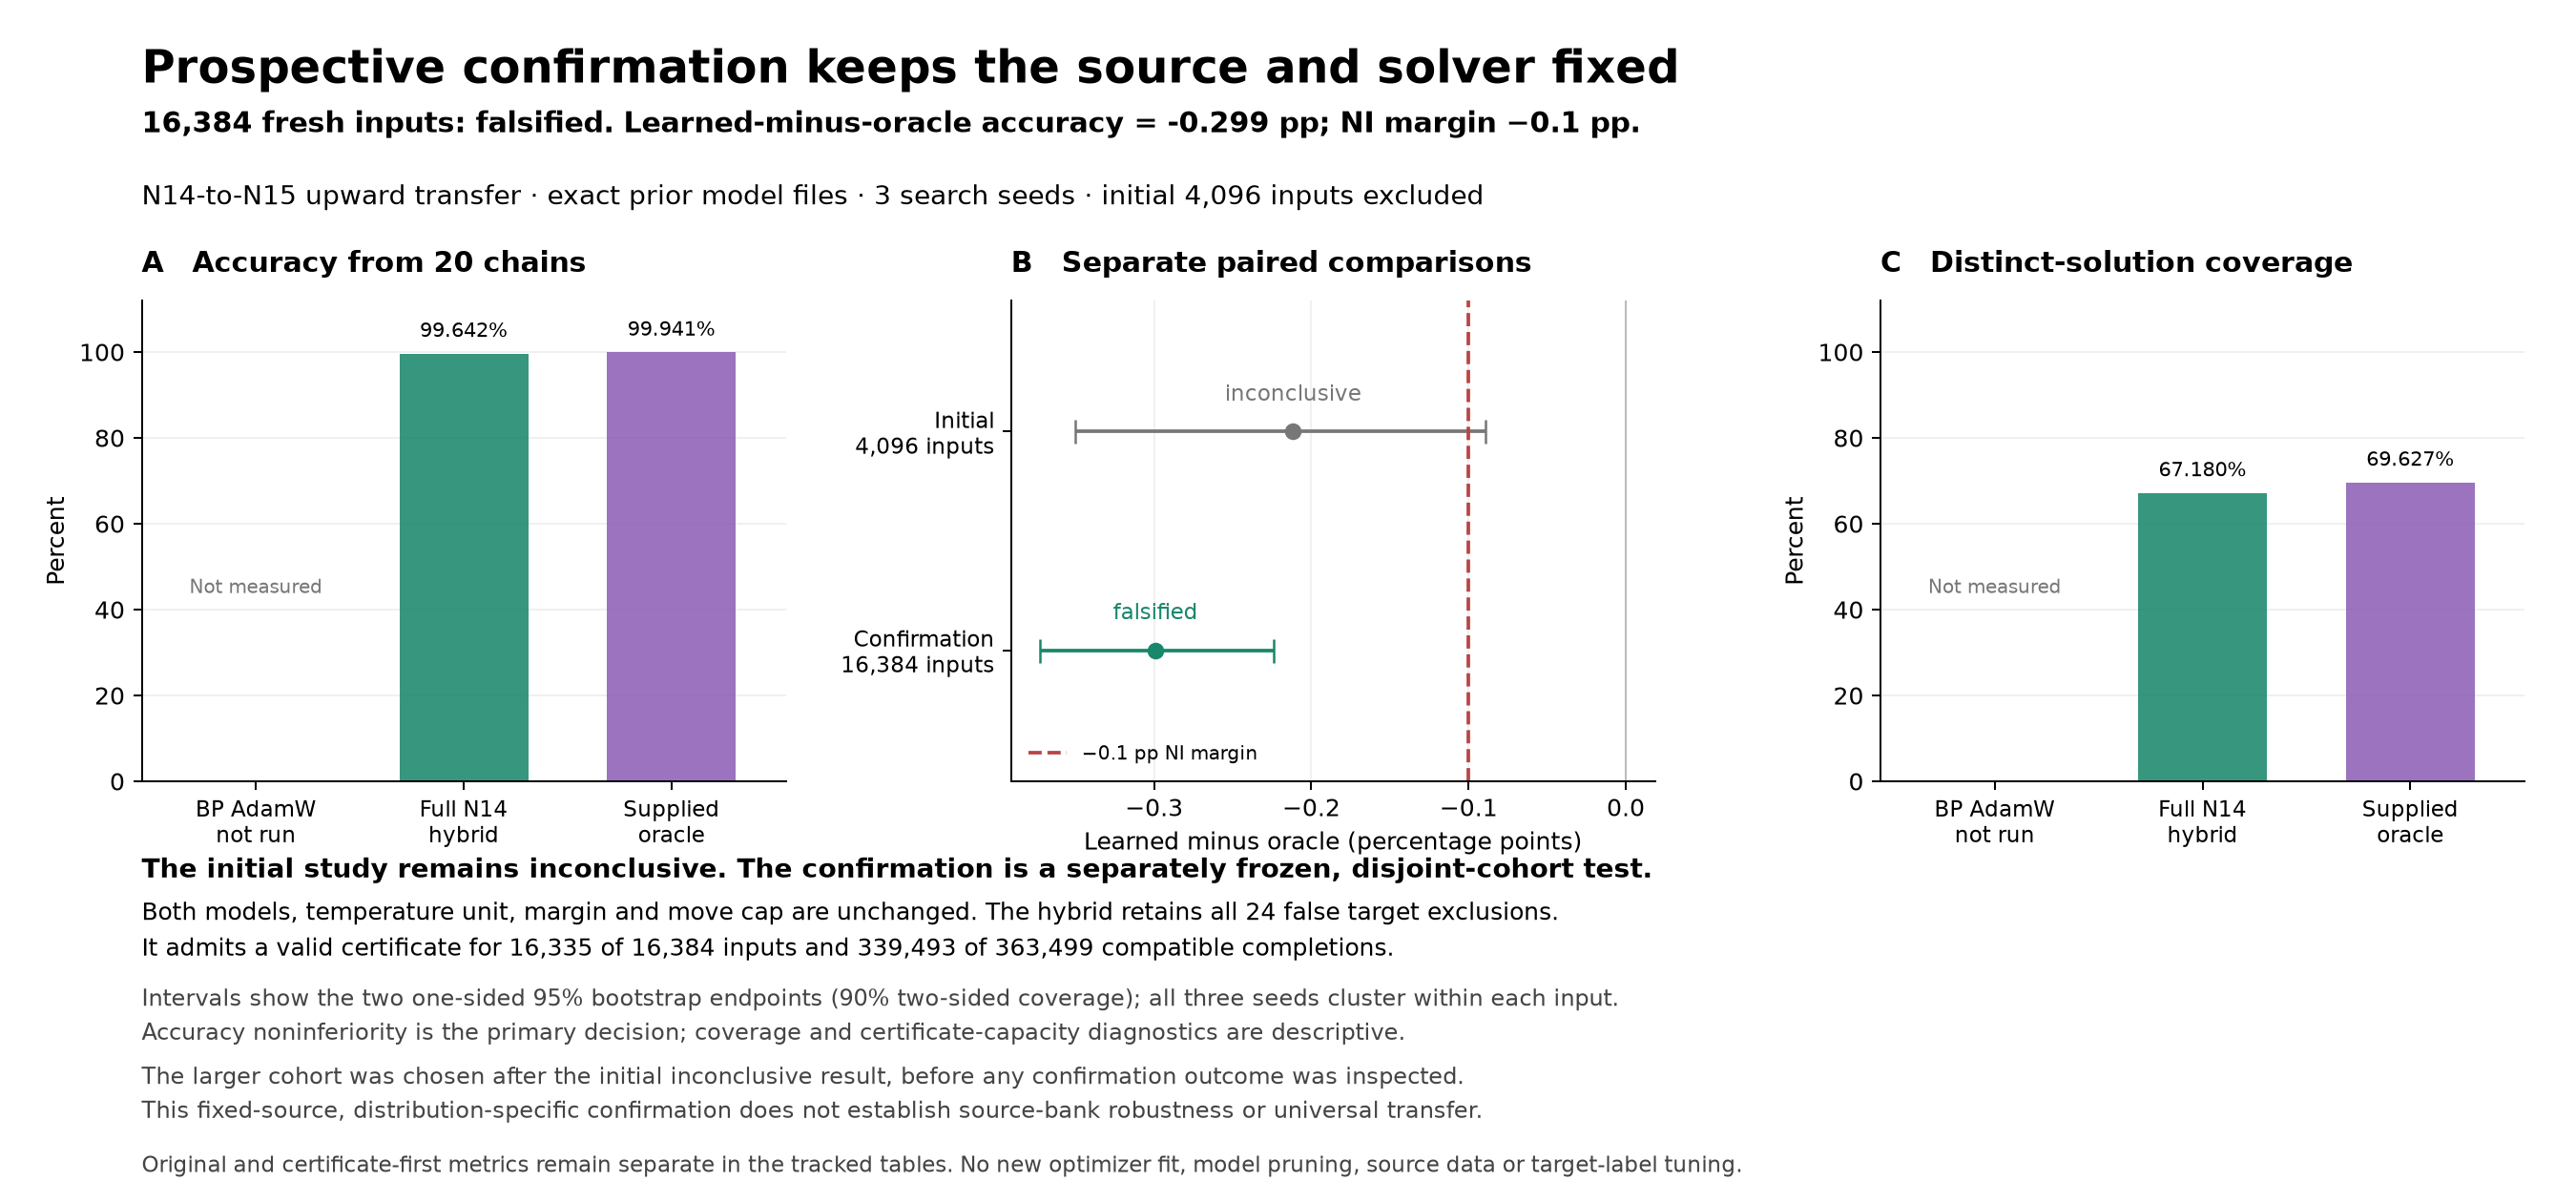 Prospective confirmation keeps the source and solver fixed
16,384 fresh inputs: falsified. Learned-minus-oracle accuracy = -0.299 pp; NI margin −0.1 pp.
N14-to-N15 upward transfer · exact prior model files · 3 search seeds · initial 4,096 inputs excluded
A Accuracy from 20 chains
Percent
100
80
60
40
20
0
99.642%
99.941%
Not measured
BP AdamW
not run
Full N14
hybrid
Supplied
oracle
B Separate paired comparisons
Initial
4,096 inputs
inconclusive
Confirmation
16,384 inputs
falsified
−0.1 pp NI margin
−0.3
−0.2
−0.1
0.0
Learned minus oracle (percentage points)
C Distinct-solution coverage
Percent
100
80
60
40
20
0
67.180%
69.627%
Not measured
BP AdamW
not run
Full N14
hybrid
Supplied
oracle
The initial study remains inconclusive. The confirmation is a separately frozen, disjoint-cohort test.
Both models, temperature unit, margin and move cap are unchanged. The hybrid retains all 24 false target exclusions.
It admits a valid certificate for 16,335 of 16,384 inputs and 339,493 of 363,499 compatible completions.
Intervals show the two one-sided 95% bootstrap endpoints (90% two-sided coverage); all three seeds cluster within each input.
Accuracy noninferiority is the primary decision; coverage and certificate-capacity diagnostics are descriptive.
The larger cohort was chosen after the initial inconclusive result, before any confirmation outcome was inspected.
This fixed-source, distribution-specific confirmation does not establish source-bank robustness or universal transfer.
Original and certificate-first metrics remain separate in the tracked tables. No new optimizer fit, model pruning, source data or target-label tuning.